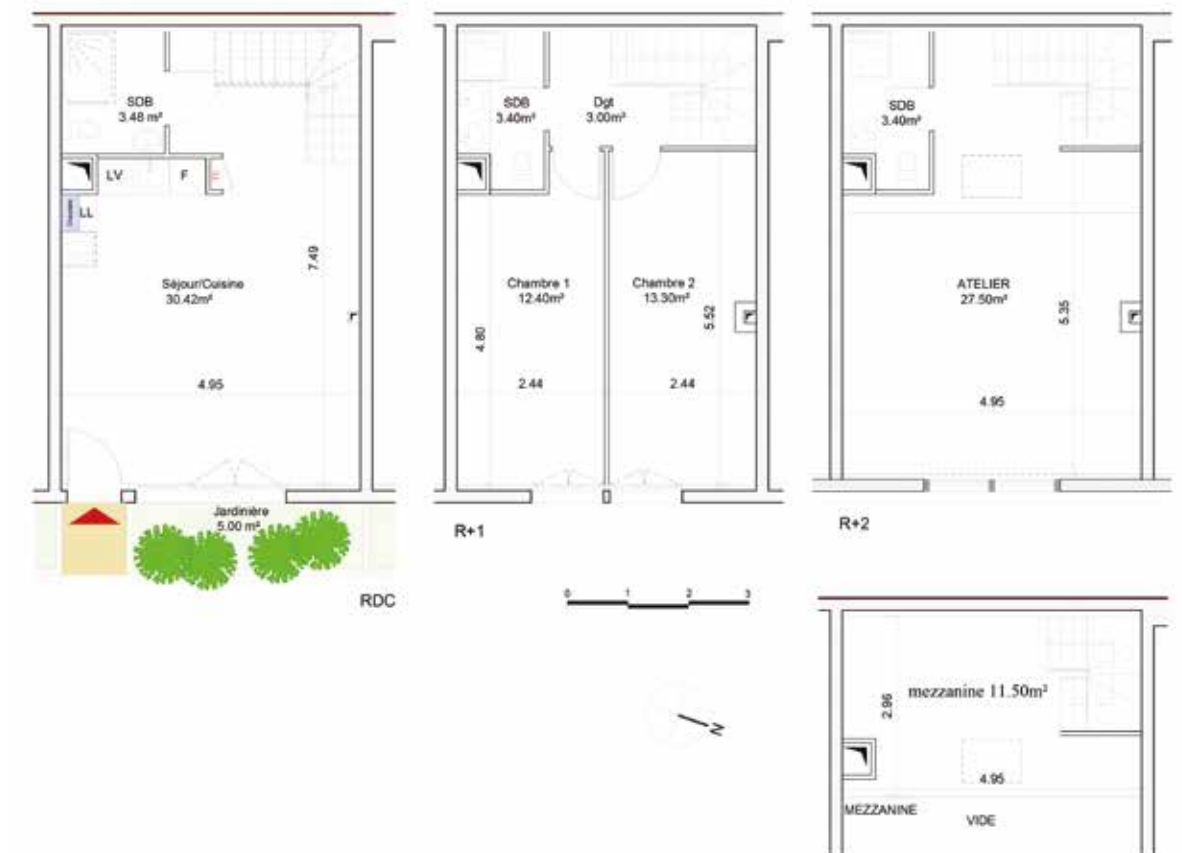 SDB
3.48 m²
LV
F
LL
7.49
Séjour/Cuisine
30.42m²
4.95
Jardinière
5.00 m²
RDC
SDB
3.40m²
Dgt
3.00m²
Chambre 1
12.40m²
Chambre 2
13.30m²
4.80
5.52
2.44
2.44
R+1
SDB
3.40m²
ATELIER
27.50m²
5.35
4.95
R+2
0 1 2 3
N
mezzanine 11.50m²
2.96
4.95
MEZZANINE
VIDE